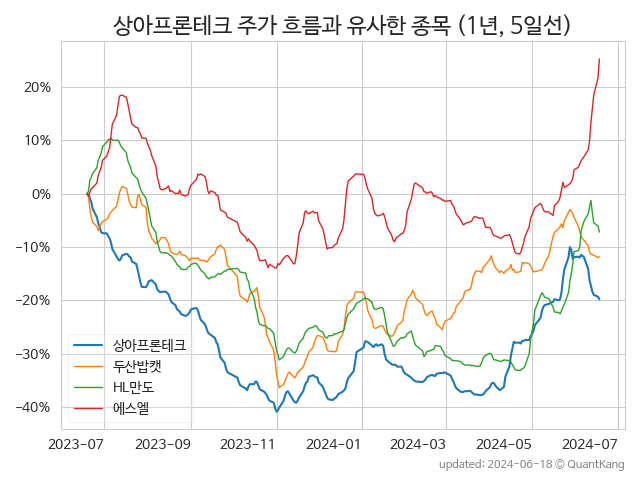 상아프론테크 주가 흐름과 유사한 종목 (1년, 5일선)
20%
10%
0%
−10%
−20%
−30%
−40%
상아프론테크
두산밥캣
HL만도
에스엘
2023-07
2023-09
2023-11
2024-01
2024-03
2024-05
2024-07
updated: 2024-06-18 © QuantKang